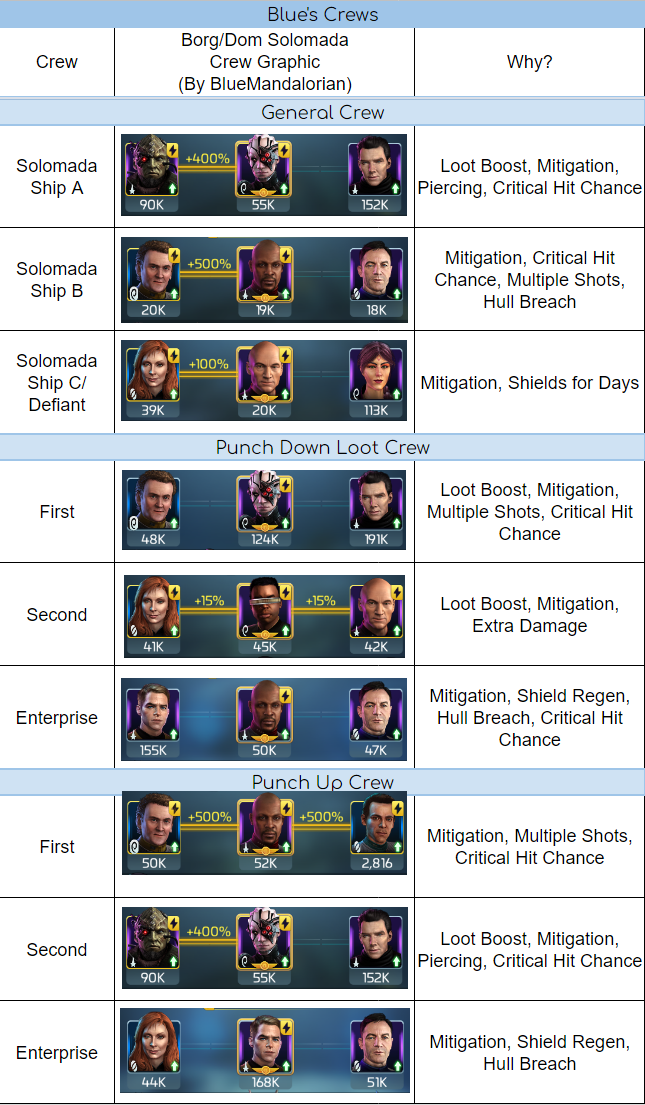 Blue's Crews
Crew
Borg/Dom Solomada
Crew Graphic
(By BlueMandalorian)
Why?
General Crew
Solomada
Ship A
+400%
90K
55K
152K
Loot Boost, Mitigation,
Piercing, Critical Hit Chance
Solomada
Ship B
+500%
20K
19K
18K
Mitigation, Critical Hit
Chance, Multiple Shots,
Hull Breach
Solomada
Ship C/
Defiant
+100%
39K
20K
113K
Mitigation, Shields for Days
Punch Down Loot Crew
First
48K
124K
191K
Loot Boost, Mitigation,
Multiple Shots, Critical Hit
Chance
Second
+15%
+15%
41K
45K
42K
Loot Boost, Mitigation,
Extra Damage
Enterprise
155K
50K
47K
Mitigation, Shield Regen,
Hull Breach, Critical Hit
Chance
Punch Up Crew
First
+500%
+500%
50K
52K
2,816
Mitigation, Multiple Shots,
Critical Hit Chance
Second
+400%
90K
55K
152K
Loot Boost, Mitigation,
Piercing, Critical Hit Chance
Enterprise
44K
168K
51K
Mitigation, Shield Regen,
Hull Breach